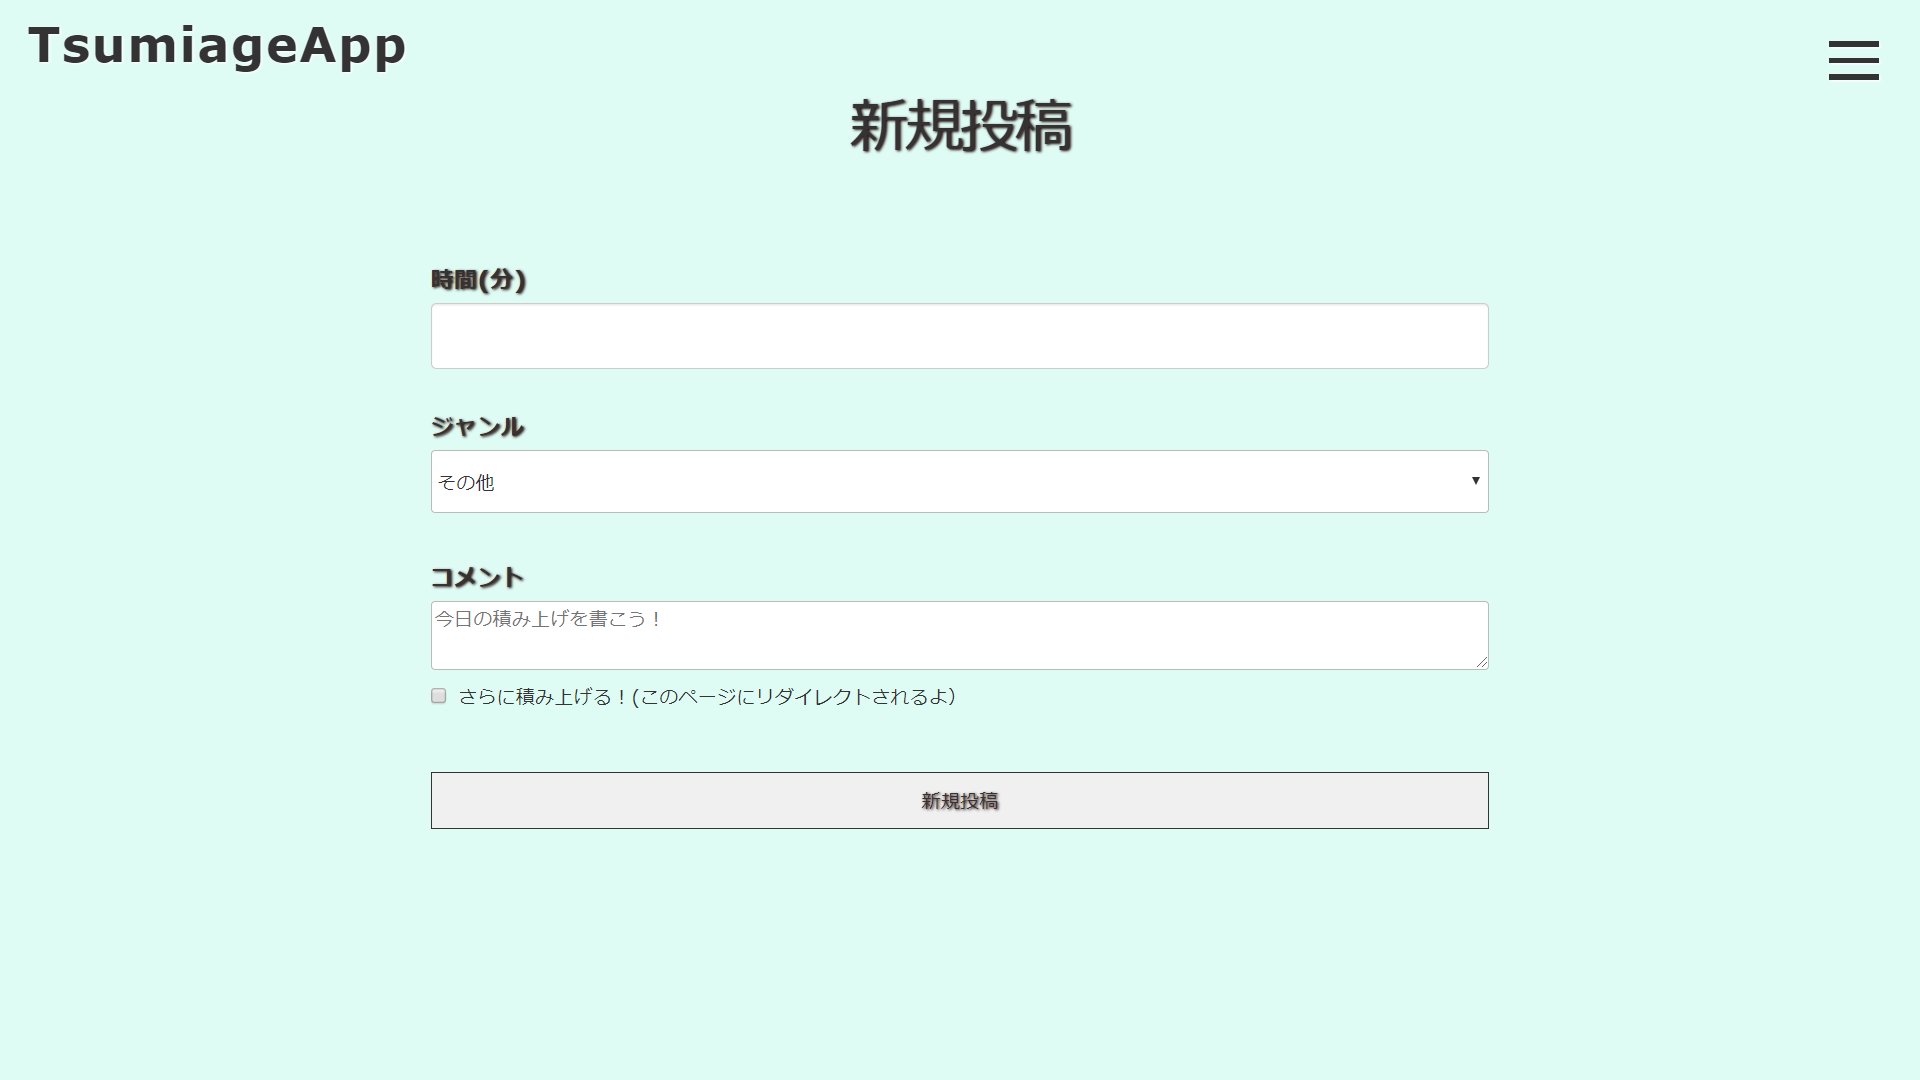 TsumiageApp
新規投稿
時間(分)
ジャンル
その他
コメント
今日の積み上げを書こう！
さらに積み上げる！(このページにリダイレクトされるよ)
新規投稿